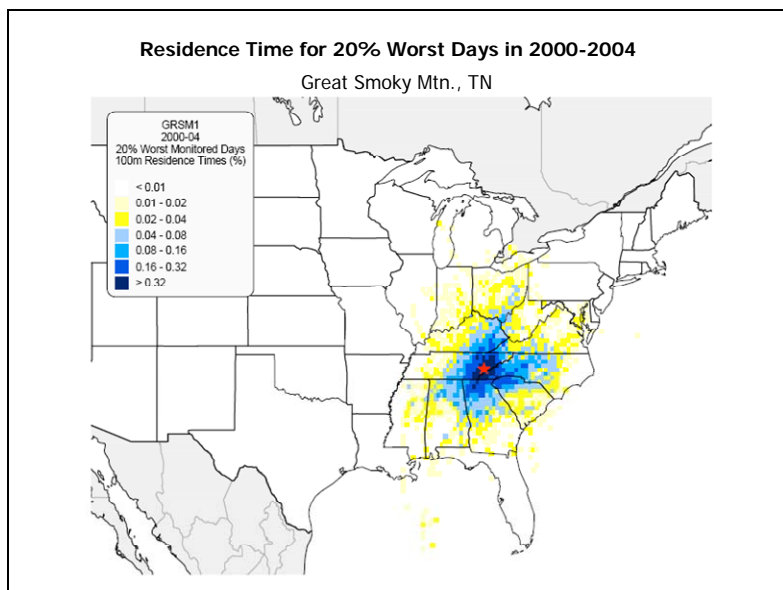 Residence Time for 20% Worst Days in 2000-2004
Great Smoky Mtn., TN
GRSM1
2000-04
20% Worst Monitored Days
100m Residence Times (%)
< 0.01
0.01 - 0.02
0.02 - 0.04
0.04 - 0.08
0.08 - 0.16
0.16 - 0.32
> 0.32